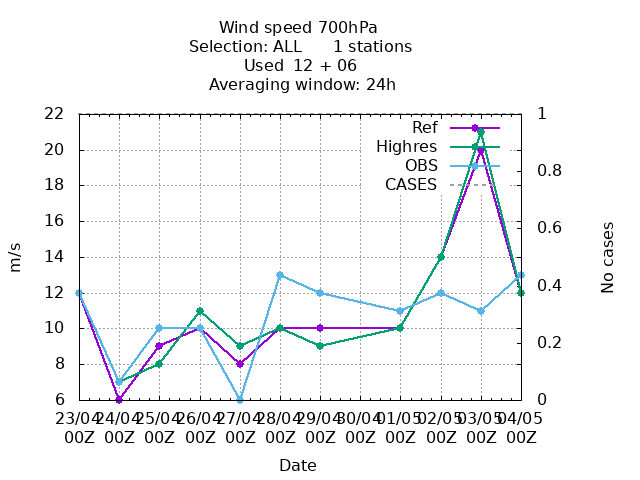 Wind speed 700hPa
Selection: ALL 1 stations
Used 12 + 06
Averaging window: 24h
22
20
18
16
14
12
10
8
6
m/s
1
0.8
0.6
0.4
0.2
0
No cases
Ref
Highres
OBS
CASES
23/04 24/04 25/04 26/04 27/04 28/04 29/04 30/04 01/05 02/05 03/05 04/05
00Z 00Z 00Z 00Z 00Z 00Z 00Z 00Z 00Z 00Z 00Z 00Z
Date